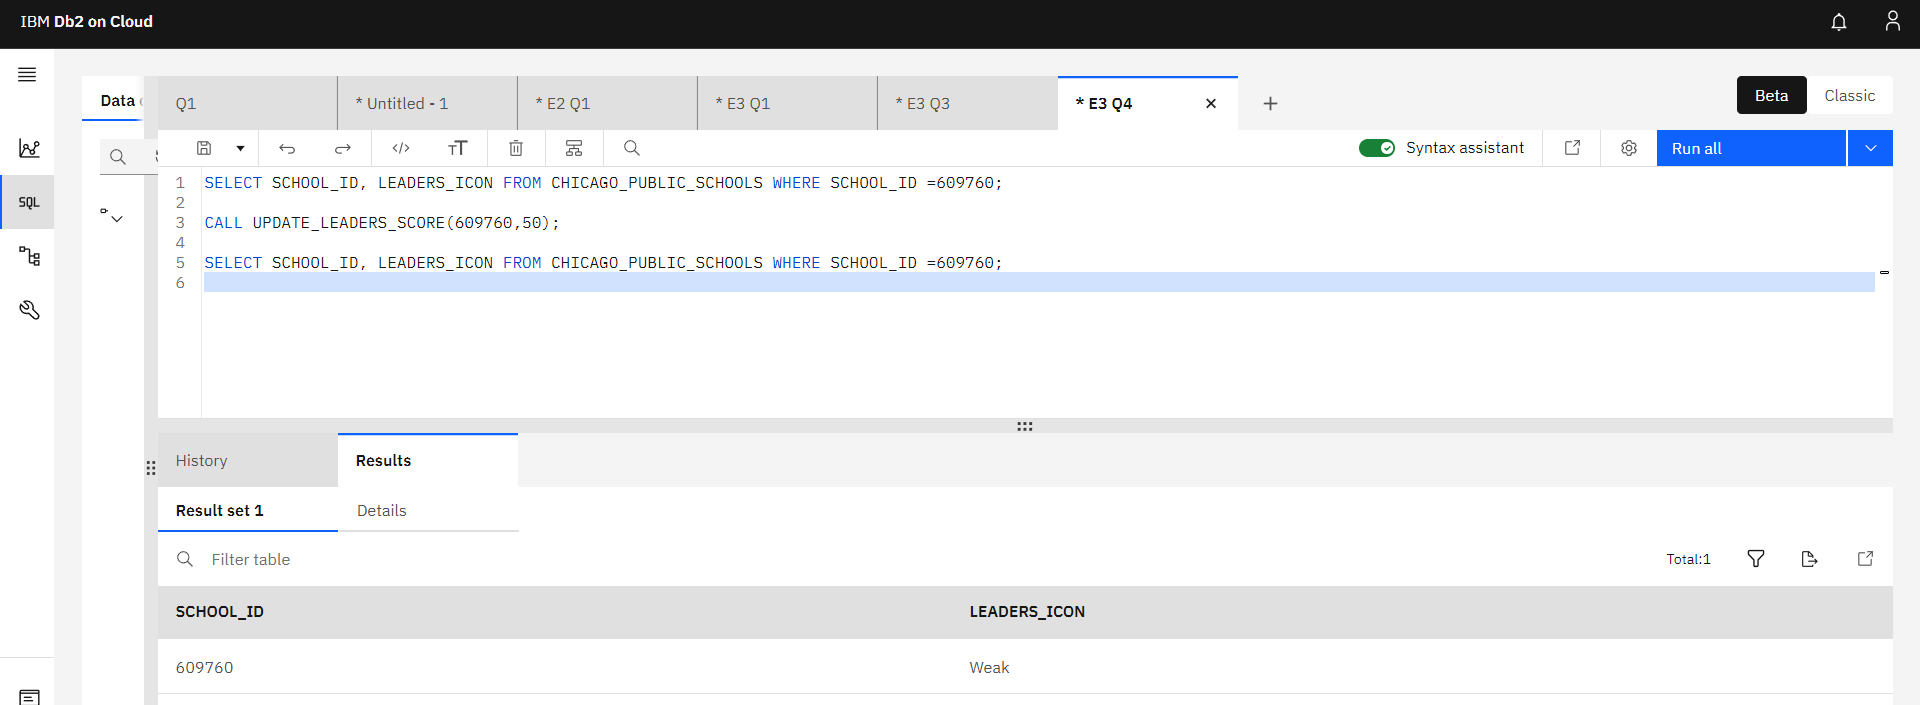 IBM Db2 on Cloud
Data
Q1
* Untitled - 1
* E2 Q1
* E3 Q1
* E3 Q3
* E3 Q4
Beta
Classic
Syntax assistant
Run all
SQL
1 SELECT SCHOOL_ID, LEADERS_ICON FROM CHICAGO_PUBLIC_SCHOOLS WHERE SCHOOL_ID =609760;
2
3 CALL UPDATE_LEADERS_SCORE(609760,50);
4
5 SELECT SCHOOL_ID, LEADERS_ICON FROM CHICAGO_PUBLIC_SCHOOLS WHERE SCHOOL_ID =609760;
6
History
Results
Result set 1
Details
Filter table
Total:1
SCHOOL_ID LEADERS_ICON
609760 Weak